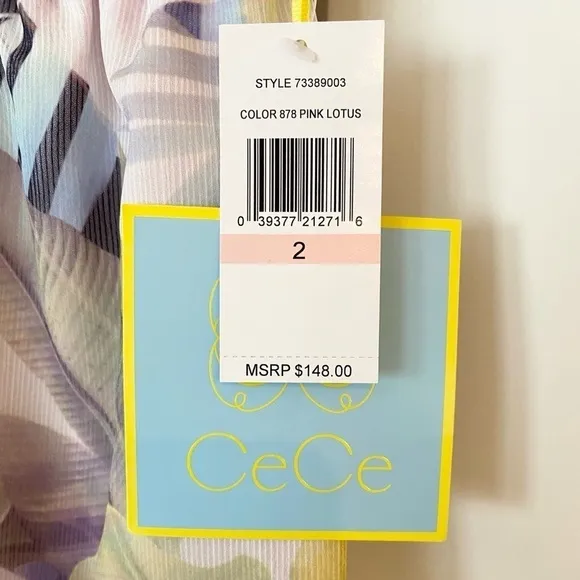 STYLE 73389003
COLOR 878 PINK LOTUS
0 39377 21271 6
2
MSRP $148.00
CeCe